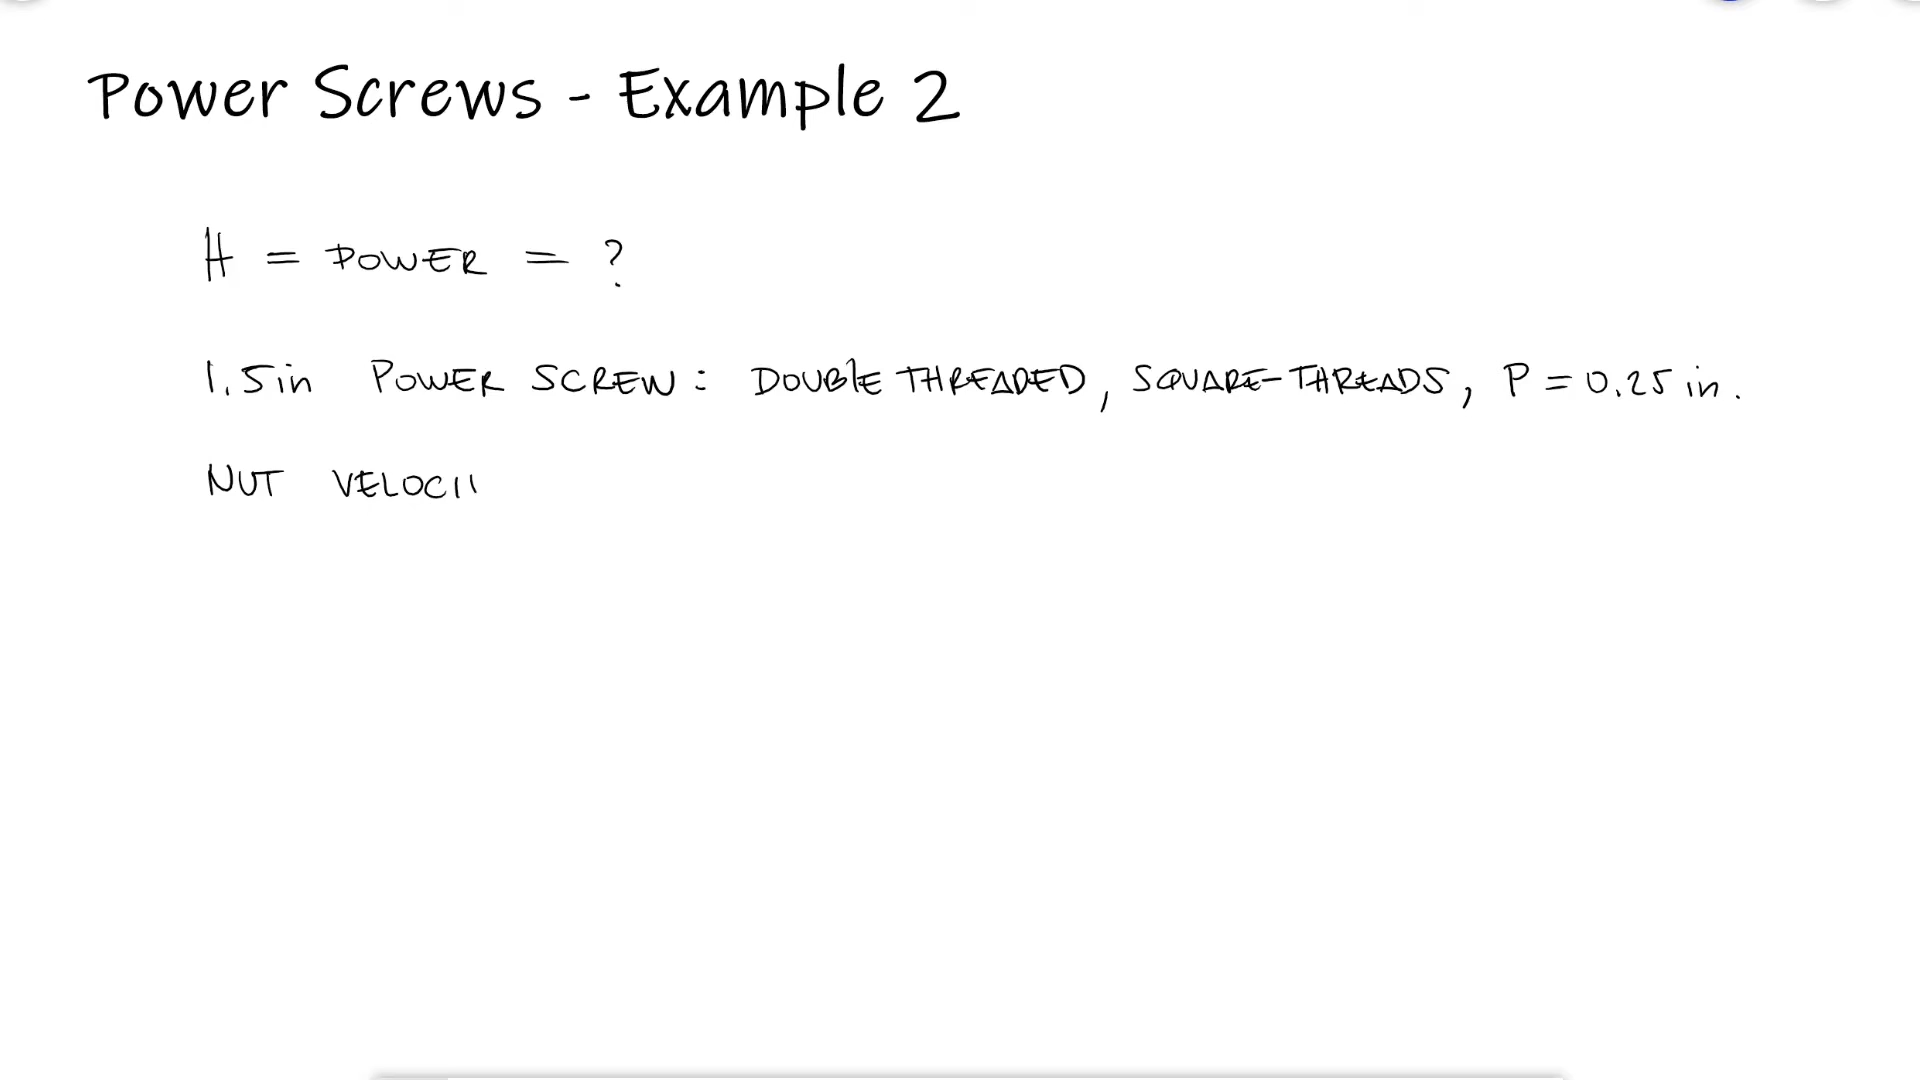 Power Screws - Example 2
H = POWER = ?
1.5in POWER SCREW: DOUBlE THREADED, SQUARE-THREADS, P = 0.25 in.
NUT